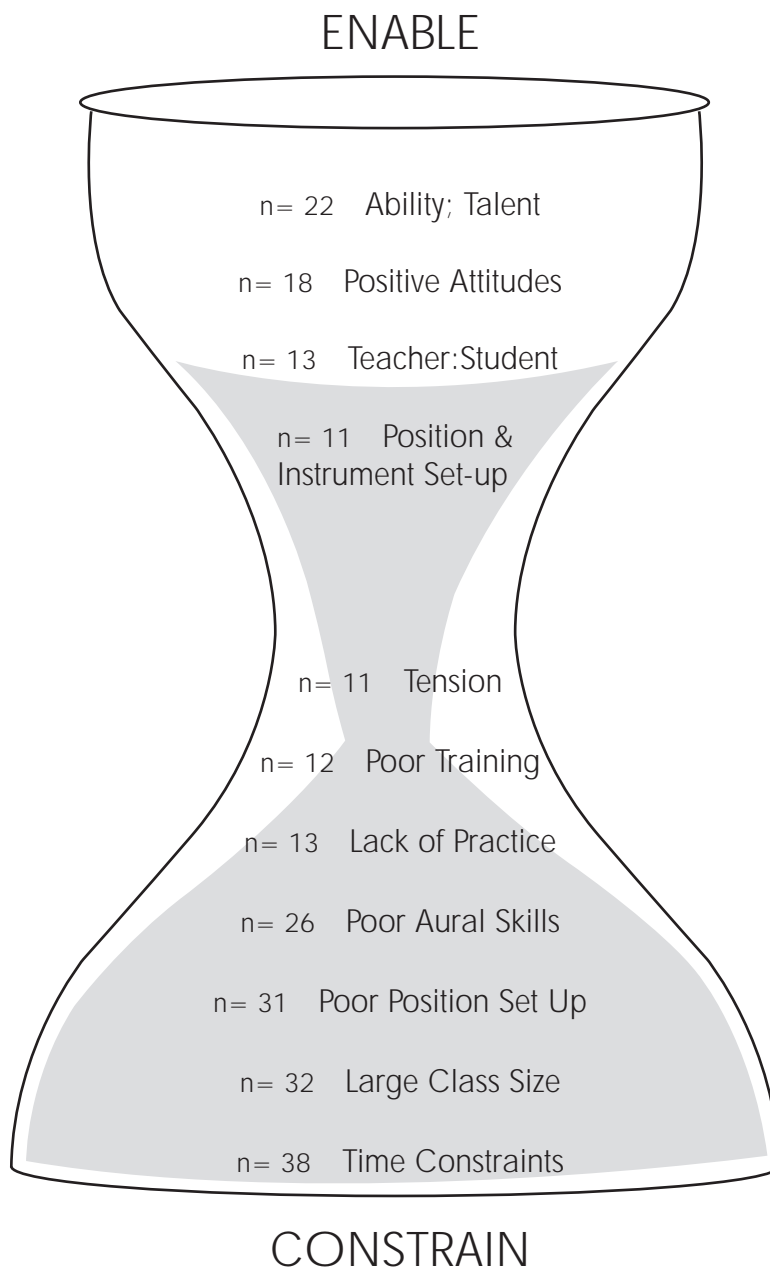 ENABLE
n= 22 Ability; Talent
n= 18 Positive Attitudes
n= 13 Teacher:Student
n= 11 Position &
Instrument Set-up
n= 11 Tension
n= 12 Poor Training
n= 13 Lack of Practice
n= 26 Poor Aural Skills
n= 31 Poor Position Set Up
n= 32 Large Class Size
n= 38 Time Constraints
CONSTRAIN